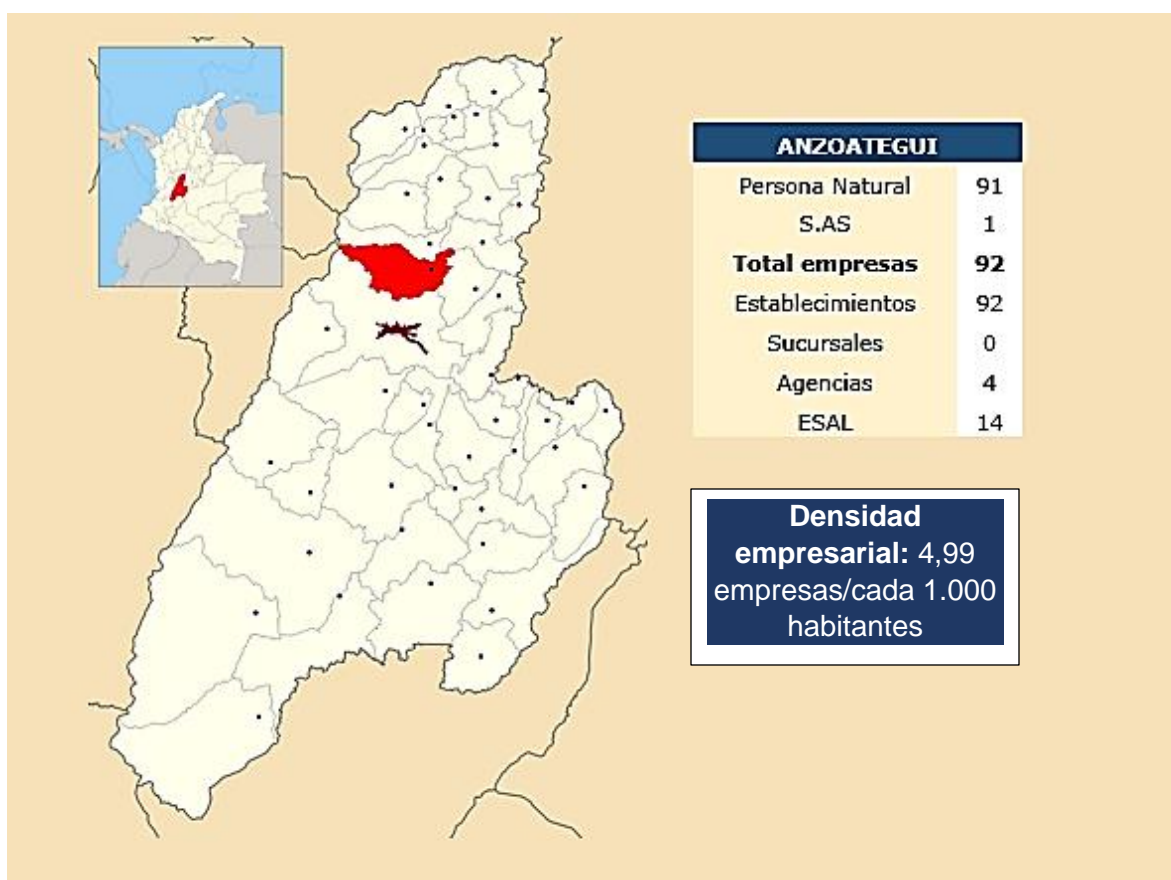 ANZOATEGUI
Persona Natural 91
S.AS 1
Total empresas 92
Establecimientos 92
Sucursales 0
Agencias 4
ESAL 14
Densidad
empresarial: 4,99
empresas/cada 1.000
habitantes